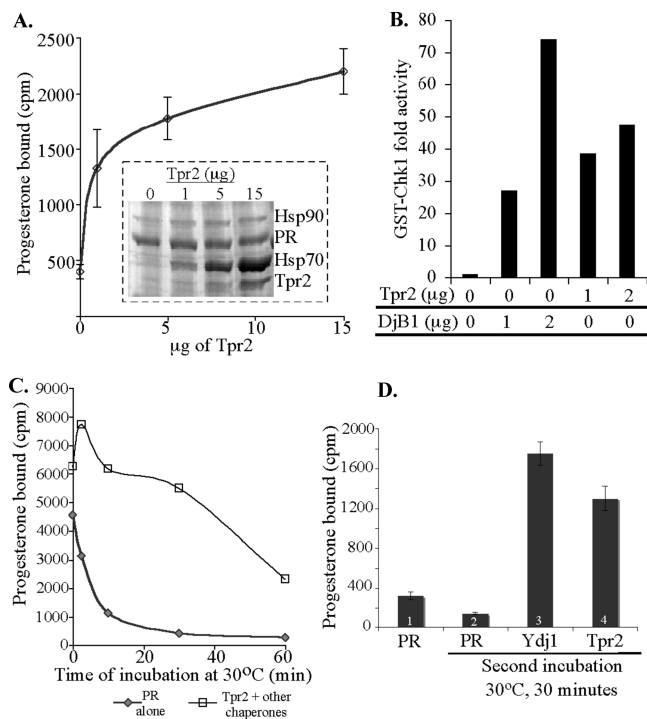 A.
Progesterone bound (cpm)
2500
2000
1500
1000
500
0
0 5 10 15
µg of Tpr2
Tpr2 (µg)
0 1 5 15
Hsp90
PR
Hsp70
Tpr2
B.
GST-Chk1 fold activity
80
70
60
50
40
30
20
10
0
Tpr2 (µg) 0 0 0 1 2
DjB1 (µg) 0 1 2 0 0
C.
Progesterone bound (cpm)
9000
8000
7000
6000
5000
4000
3000
2000
1000
0
0 20 40 60
Time of incubation at 30ºC (min)
PR
alone
Tpr2 + other
chaperones
D.
Progesterone bound (cpm)
1800
1600
1200
800
400
0
1 2 3 4
PR PR Ydj1 Tpr2
Second incubation
30ºC, 30 minutes